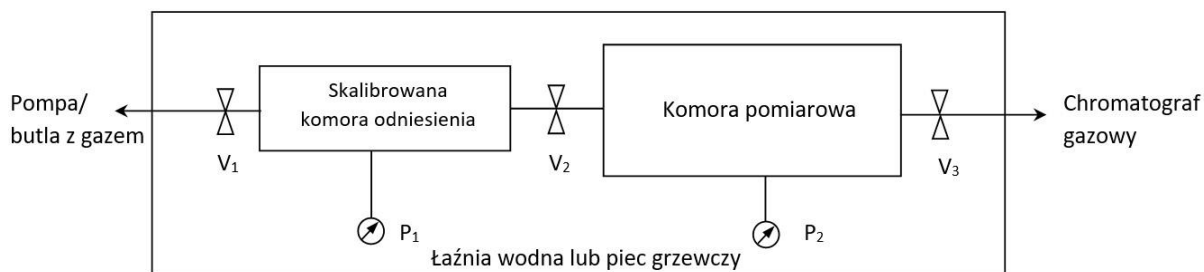 Pompa/
butla z gazem
V₁
Skalibrowana
komora odniesienia
P₁
V₂
Komora pomiarowa
P₂
V₃
Chromatograf
gazowy
Łaźnia wodna lub piec grzewczy